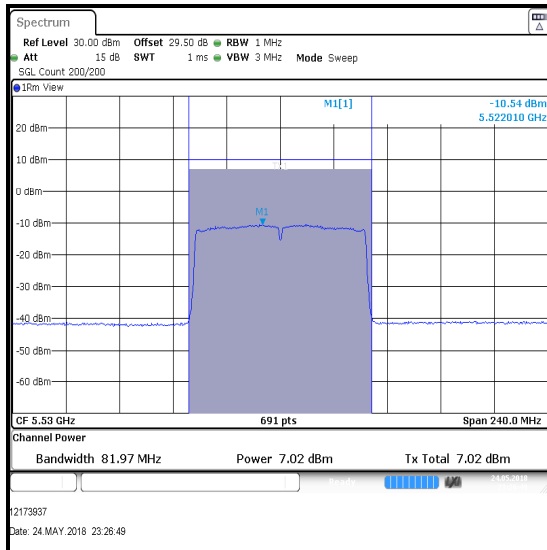 Spectrum
Ref Level 30.00 dBm Offset 29.50 dB RBW 1 MHz
Att 15 dB SWT 1 ms VBW 3 MHz Mode Sweep
SGL Count 200/200
1Rm View
M1[1] -10.54 dBm
5.522010 GHz
20 dBm
10 dBm
0 dBm
M1
-10 dBm
-20 dBm
-30 dBm
-40 dBm
-50 dBm
-60 dBm
CF 5.53 GHz 691 pts Span 240.0 MHz
Channel Power
Bandwidth 81.97 MHz Power 7.02 dBm Tx Total 7.02 dBm
Ready 24.05.2018
12173937
Date: 24.MAY.2018 23:26:49